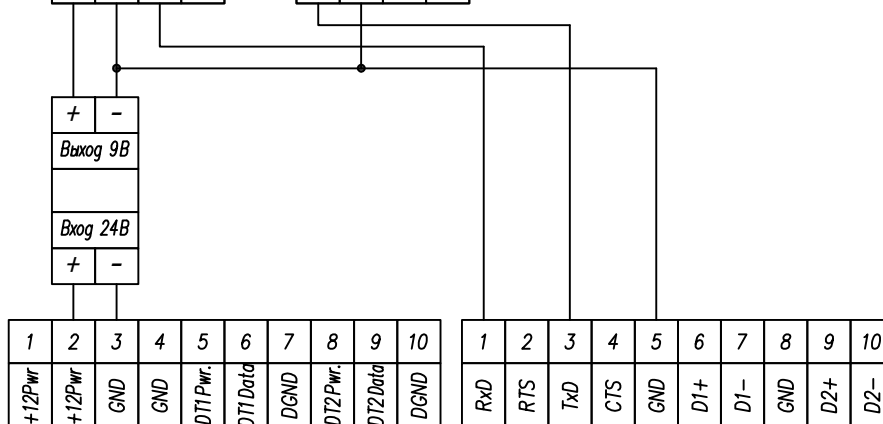 + -
Выход 9В
Вход 24В
+ -
1 2 3 4 5 6 7 8 9 10
+12Pwr +12Pwr GND GND DT1Pwr. DT1Data DGND DT2Pwr. DT2Data DGND
1 2 3 4 5 6 7 8 9 10
RxD RTS TxD CTS GND D1+ D1- GND D2+ D2-